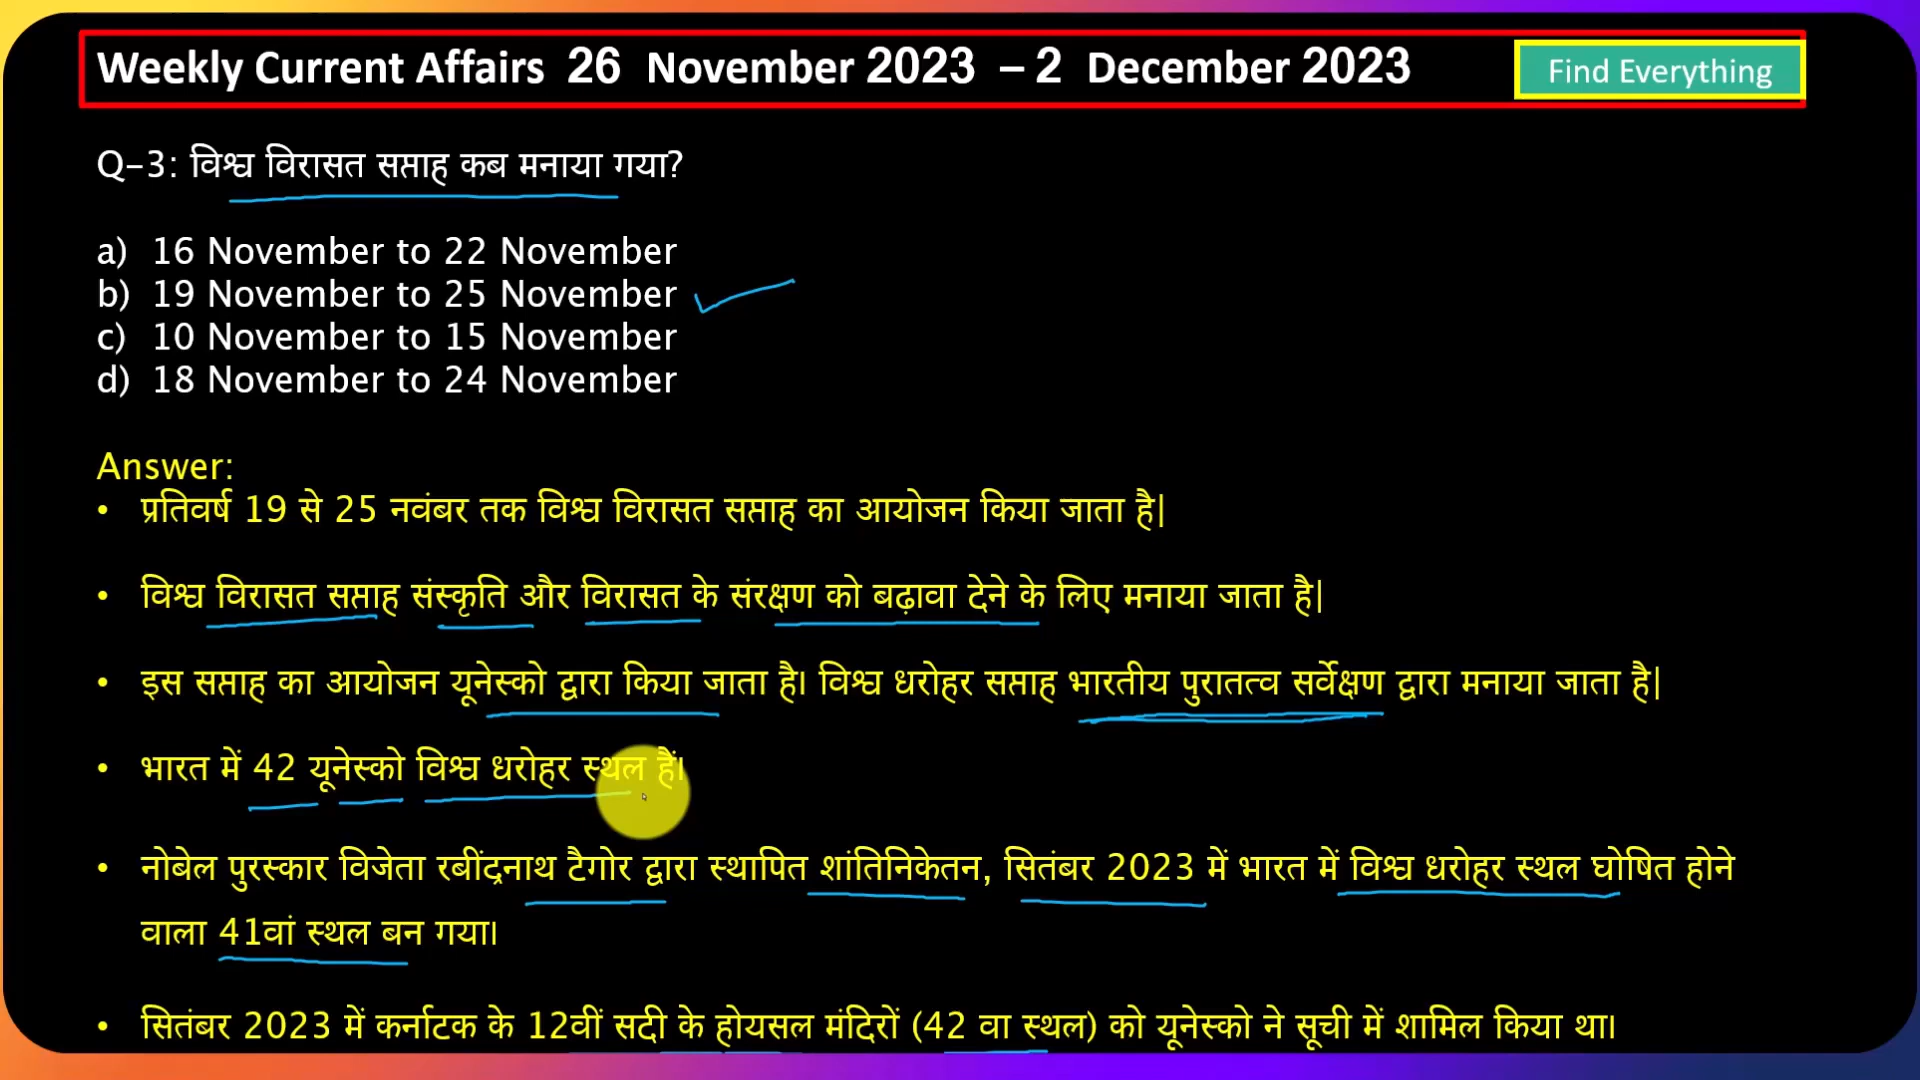 Weekly Current Affairs 26 November 2023 – 2 December 2023
Find Everything
Q-3: विश्व विरासत सप्ताह कब मनाया गया?
a) 16 November to 22 November
b) 19 November to 25 November
c) 10 November to 15 November
d) 18 November to 24 November
Answer:
• प्रतिवर्ष 19 से 25 नवंबर तक विश्व विरासत सप्ताह का आयोजन किया जाता है|
• विश्व विरासत सप्ताह संस्कृति और विरासत के संरक्षण को बढ़ावा देने के लिए मनाया जाता है|
• इस सप्ताह का आयोजन यूनेस्को द्वारा किया जाता है। विश्व धरोहर सप्ताह भारतीय पुरातत्व सर्वेक्षण द्वारा मनाया जाता है|
• भारत में 42 यूनेस्को विश्व धरोहर स्थल हैं।
• नोबेल पुरस्कार विजेता रबींद्रनाथ टैगोर द्वारा स्थापित शांतिनिकेतन, सितंबर 2023 में भारत में विश्व धरोहर स्थल घोषित होने
वाला 41वां स्थल बन गया।
• सितंबर 2023 में कर्नाटक के 12वीं सदी के होयसल मंदिरों (42 वा स्थल) को यूनेस्को ने सूची में शामिल किया था।